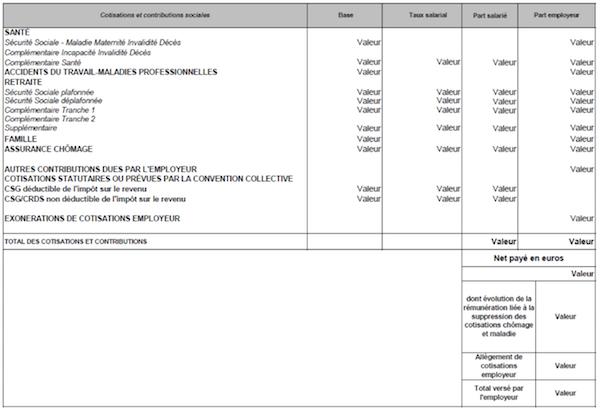 Cotisations et contributions sociales Base Taux salarial Part salarié Part employeur
SANTÉ
Sécurité Sociale - Maladie Maternité Invalidité Décès Valeur Valeur
Complémentaire Incapacité Invalidité Décès
Complémentaire Santé Valeur Valeur Valeur Valeur
ACCIDENTS DU TRAVAIL-MALADIES PROFESSIONNELLES Valeur Valeur
RETRAITE
Sécurité Sociale plafonnée Valeur Valeur Valeur Valeur
Sécurité Sociale déplafonnée Valeur Valeur Valeur Valeur
Complémentaire Tranche 1 Valeur Valeur Valeur Valeur
Complémentaire Tranche 2
Supplémentaire Valeur Valeur Valeur Valeur
FAMILLE Valeur Valeur
ASSURANCE CHÔMAGE Valeur Valeur Valeur Valeur
AUTRES CONTRIBUTIONS DUES PAR L'EMPLOYEUR Valeur
COTISATIONS STATUTAIRES OU PRÉVUES PAR LA CONVENTION COLLECTIVE
CSG déductible de l'impôt sur le revenu Valeur Valeur Valeur
CSG/CRDS non déductible de l'impôt sur le revenu Valeur Valeur Valeur
EXONERATIONS DE COTISATIONS EMPLOYEUR Valeur
TOTAL DES COTISATIONS ET CONTRIBUTIONS Valeur Valeur
Net payé en euros
Valeur
dont évolution de la
rémunération liée à la
suppression des
cotisations chômage
et maladie
Valeur
Allègement de
cotisations
employeur
Valeur
Total versé par
l'employeur
Valeur